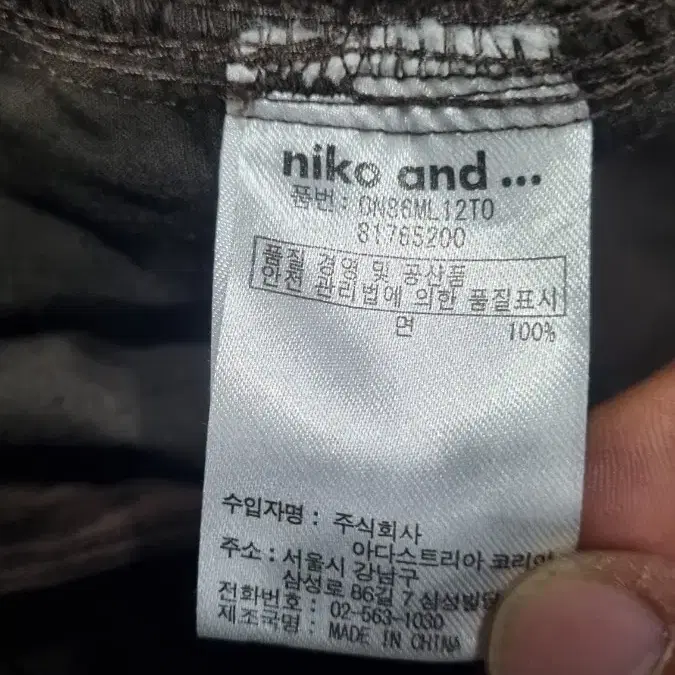 niko and ...
품번 : GN86ML12T0
81765200
품질 경영 및 공산품
안전 관리법에 의한 품질표시
면 100%
수입자명 : 주식회사
아다스트리아 코리아
주소 : 서울시 강남구
삼성로 86길 7 삼성빌딩
전화번호 : 02-563-1030
제조국명 : MADE IN CHINA